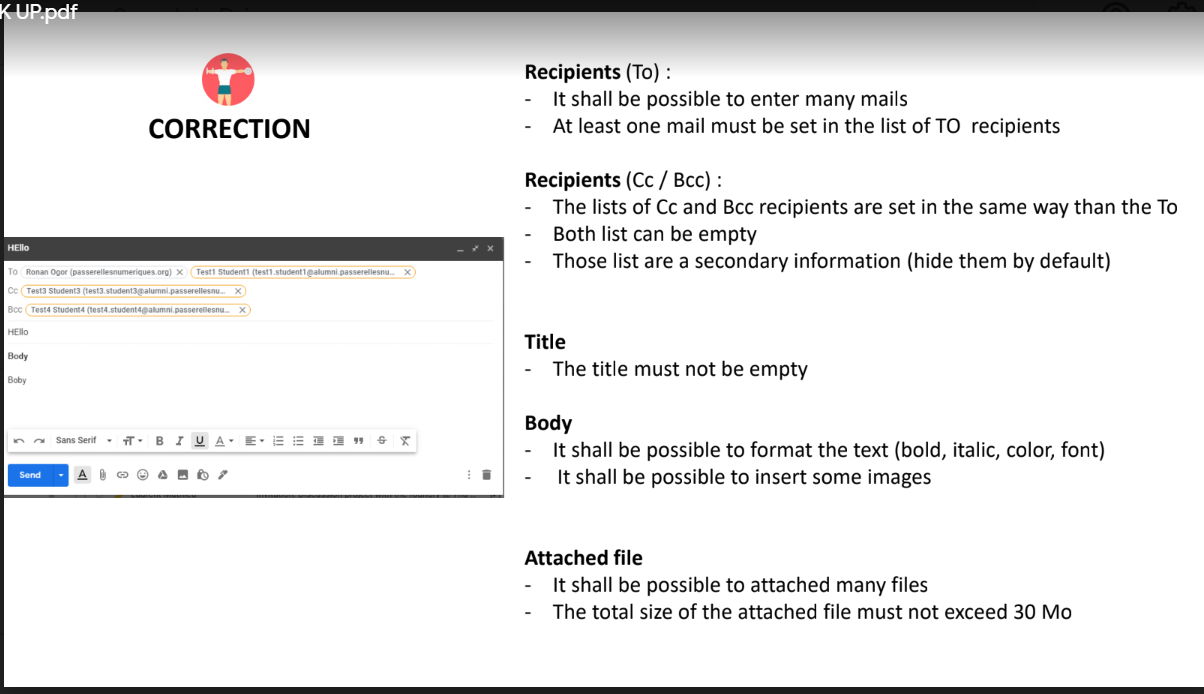 K UP.pdf
CORRECTION
Recipients (To) :
- It shall be possible to enter many mails
- At least one mail must be set in the list of TO recipients
Recipients (Cc / Bcc) :
- The lists of Cc and Bcc recipients are set in the same way than the To
- Both list can be empty
- Those list are a secondary information (hide them by default)
Title
- The title must not be empty
Body
- It shall be possible to format the text (bold, italic, color, font)
- It shall be possible to insert some images
Attached file
- It shall be possible to attached many files
- The total size of the attached file must not exceed 30 Mo
HEllo
To Ronan Ogor (passerellesnumeriques.org) Test1 Student1 (test1.student1@alumni.passerellesnu...
Cc Test3 Student3 (test3.student3@alumni.passerellesnu...
Bcc Test4 Student4 (test4.student4@alumni.passerellesnu...
HEllo
Body
Boby
Sans Serif B I U A S
Send A